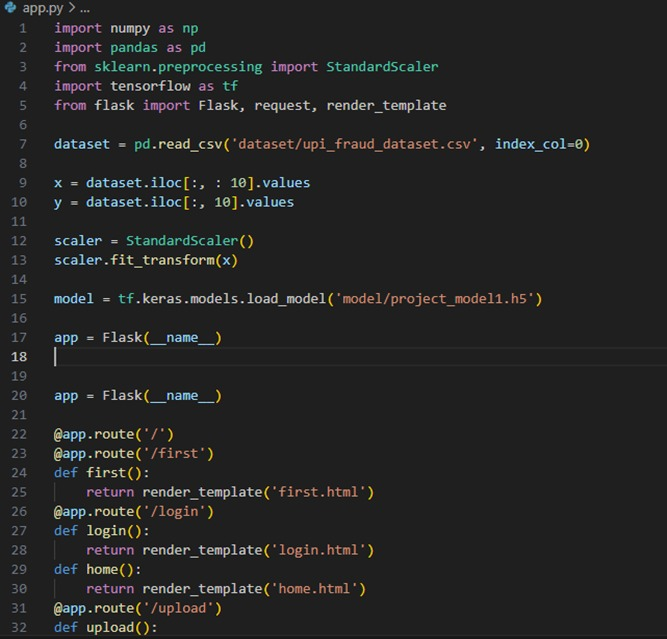 app.py > ...
1 import numpy as np
2 import pandas as pd
3 from sklearn.preprocessing import StandardScaler
4 import tensorflow as tf
5 from flask import Flask, request, render_template
6
7 dataset = pd.read_csv('dataset/upi_fraud_dataset.csv', index_col=0)
8
9 x = dataset.iloc[:, : 10].values
10 y = dataset.iloc[:, 10].values
11
12 scaler = StandardScaler()
13 scaler.fit_transform(x)
14
15 model = tf.keras.models.load_model('model/project_model1.h5')
16
17 app = Flask(__name__)
18
19
20 app = Flask(__name__)
21
22 @app.route('/')
23 @app.route('/first')
24 def first():
25     return render_template('first.html')
26 @app.route('/login')
27 def login():
28     return render_template('login.html')
29 def home():
30     return render_template('home.html')
31 @app.route('/upload')
32 def upload():